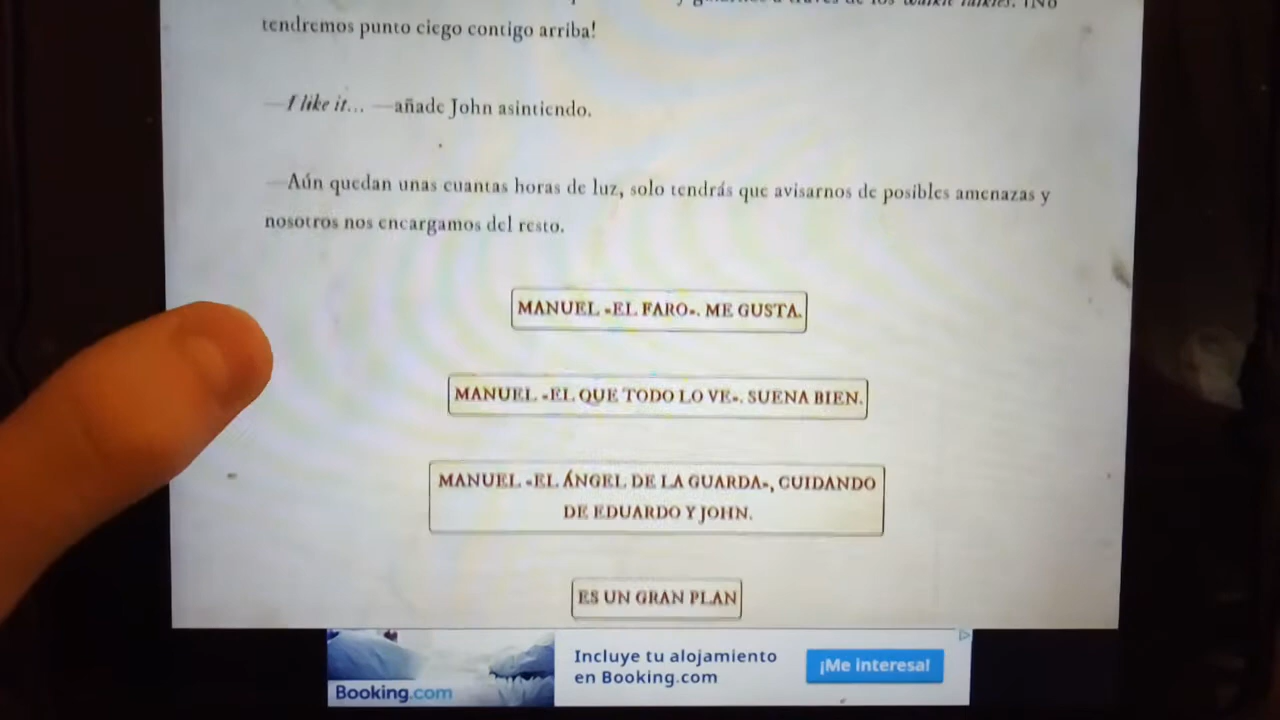 tendremos punto ciego contigo arriba!
—I like it... —añade John asintiendo.
—Aún quedan unas cuantas horas de luz, solo tendrás que avisarnos de posibles amenazas y
nosotros nos encargamos del resto.
MANUEL «EL FARO». ME GUSTA.
MANUEL «EL QUE TODO LO VE». SUENA BIEN.
MANUEL «EL ÁNGEL DE LA GUARDA», CUIDANDO
DE EDUARDO Y JOHN.
ES UN GRAN PLAN
Incluye tu alojamiento
en Booking.com
¡Me interesa!
Booking.com